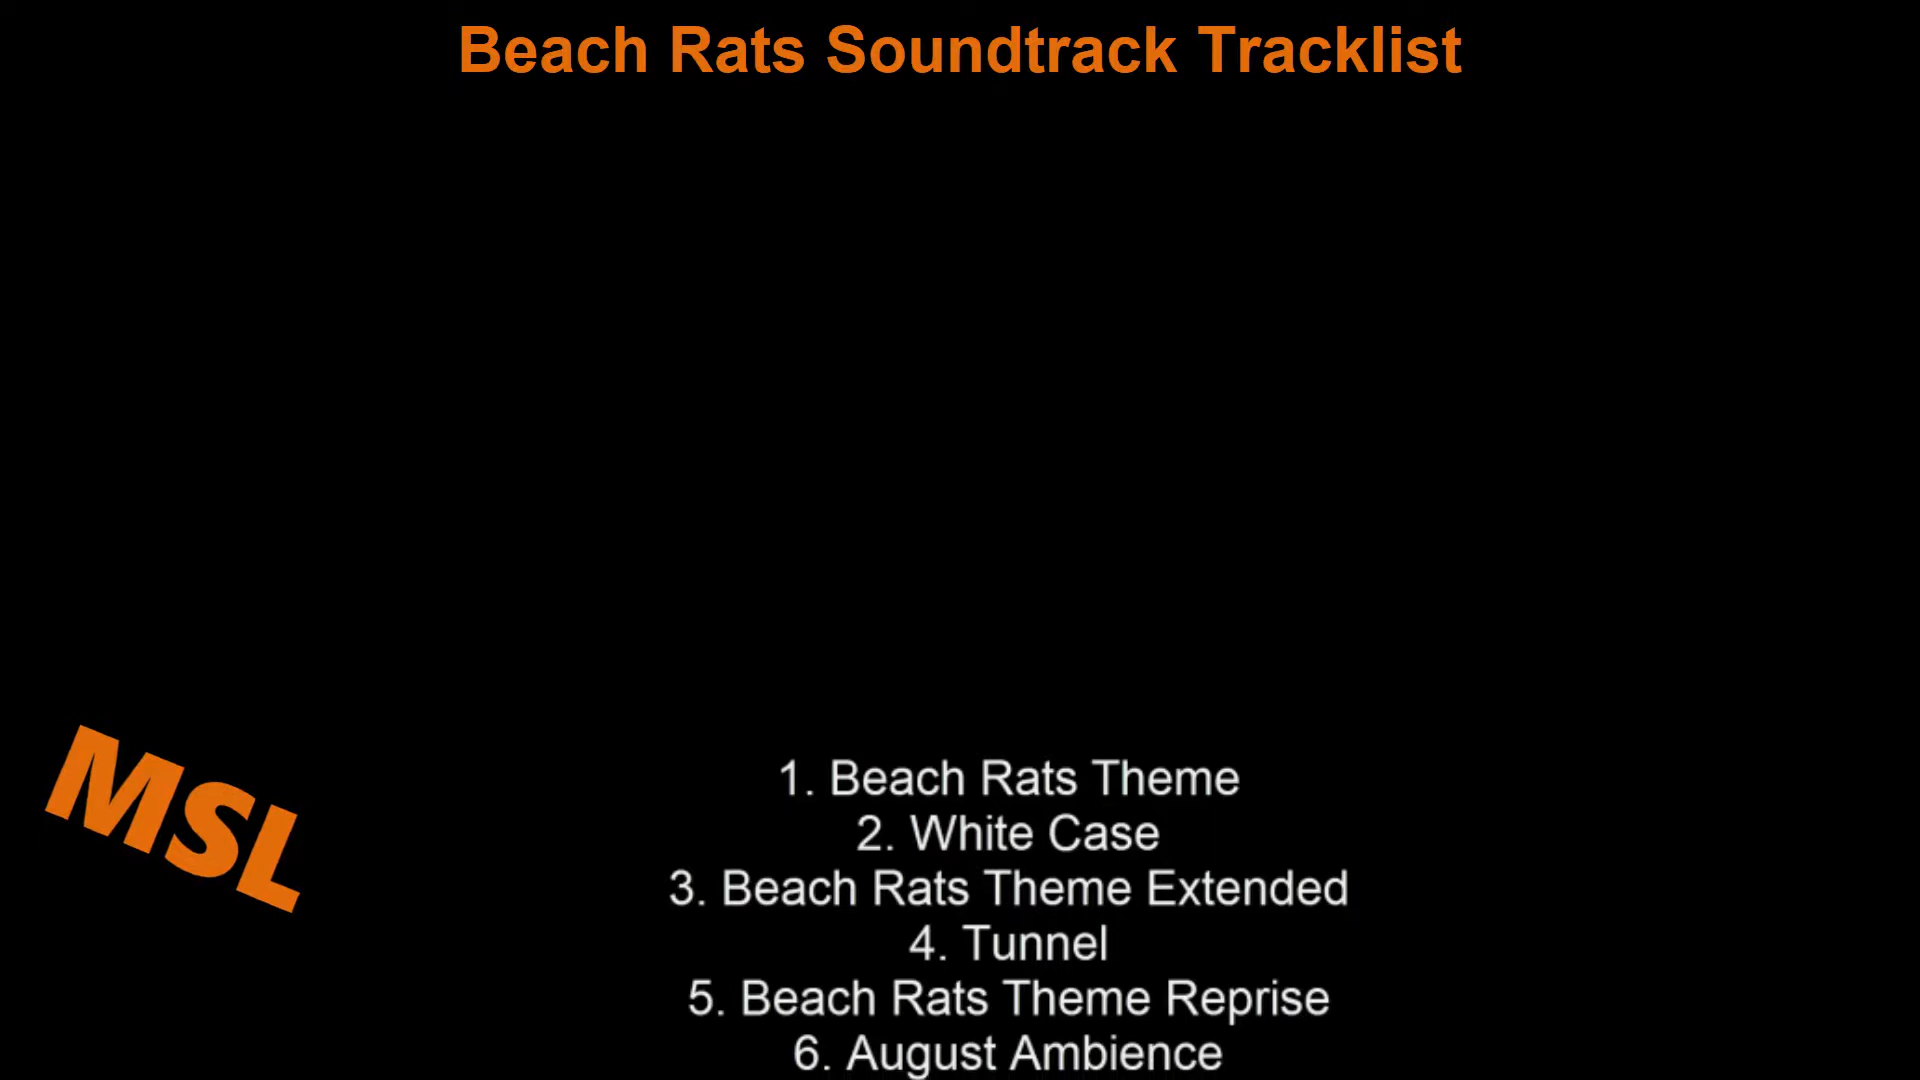 Beach Rats Soundtrack Tracklist
MSL
1. Beach Rats Theme
2. White Case
3. Beach Rats Theme Extended
4. Tunnel
5. Beach Rats Theme Reprise
6. August Ambience